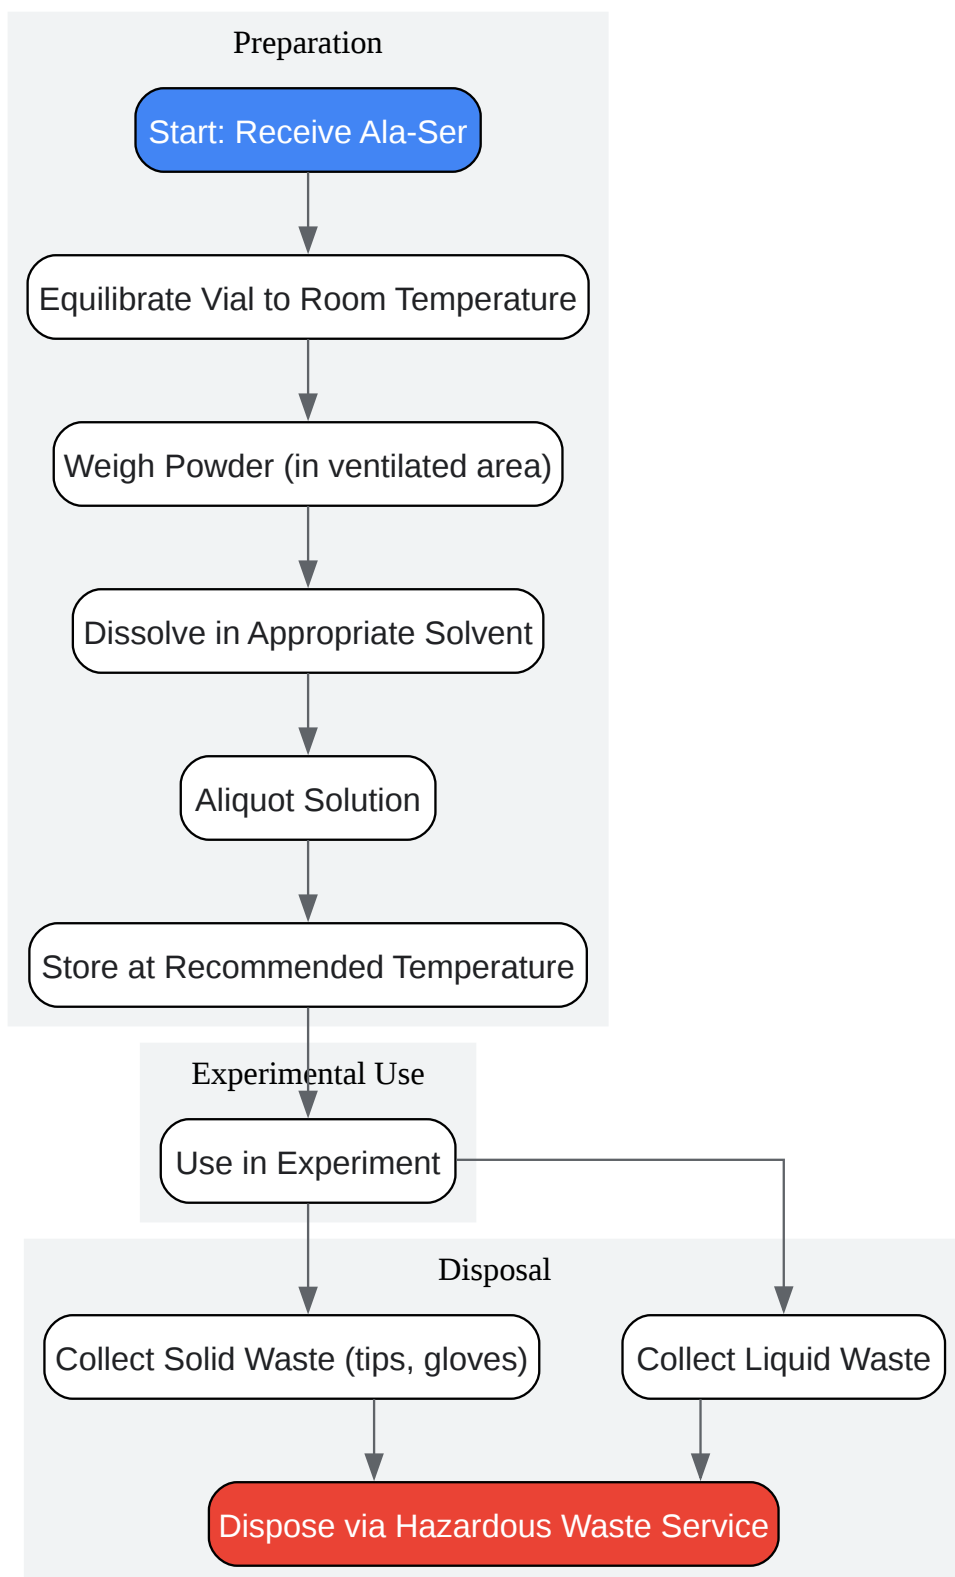 Preparation
Start: Receive Ala-Ser
Equilibrate Vial to Room Temperature
Weigh Powder (in ventilated area)
Dissolve in Appropriate Solvent
Aliquot Solution
Store at Recommended Temperature
Experimental Use
Use in Experiment
Disposal
Collect Solid Waste (tips, gloves)
Collect Liquid Waste
Dispose via Hazardous Waste Service